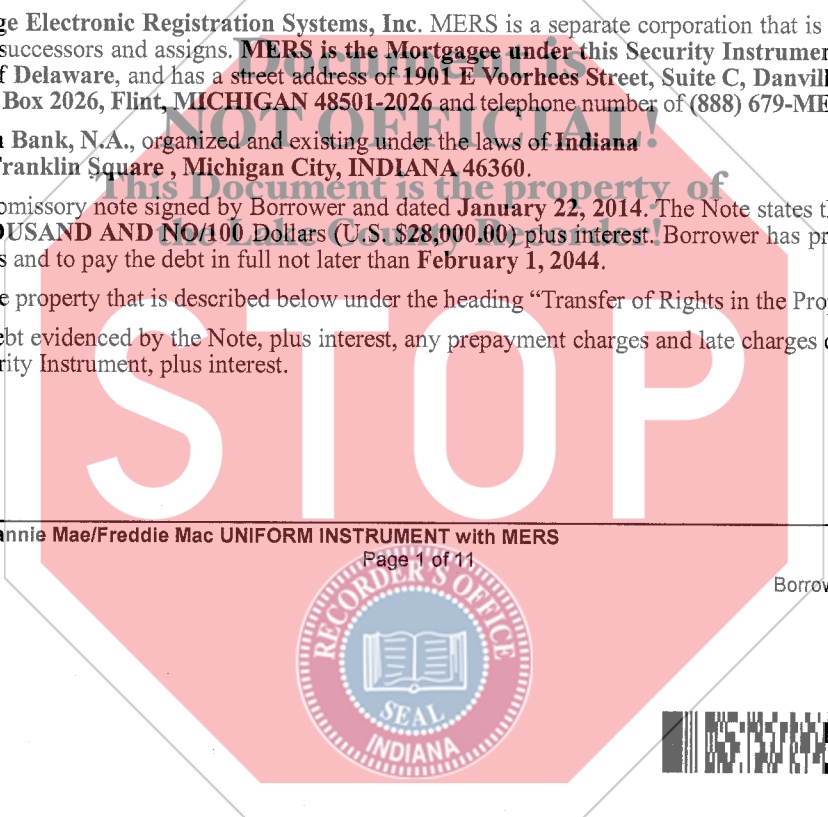 ge Electronic Registration Systems, Inc. MERS is a separate corporation that is
successors and assigns. MERS is the Mortgagee under this Security Instrumen
f Delaware, and has a street address of 1901 E Voorhees Street, Suite C, Danvill
Box 2026, Flint, MICHIGAN 48501-2026 and telephone number of (888) 679-ME
Bank, N.A., organized and existing under the laws of Indiana
Franklin Square , Michigan City, INDIANA 46360.
omissory note signed by Borrower and dated January 22, 2014. The Note states th
OUSAND AND NO/100 Dollars (U.S. $28,000.00) plus interest. Borrower has pr
s and to pay the debt in full not later than February 1, 2044.
e property that is described below under the heading “Transfer of Rights in the Prop
ebt evidenced by the Note, plus interest, any prepayment charges and late charges d
rity Instrument, plus interest.
Document is
NOT OFFICIAL!
This Document is the property of
the Lake County Recorder!
STOP
annie Mae/Freddie Mac UNIFORM INSTRUMENT with MERS
Page 1 of 11
Borrow
RECORDER'S OFFICE
SEAL
INDIANA